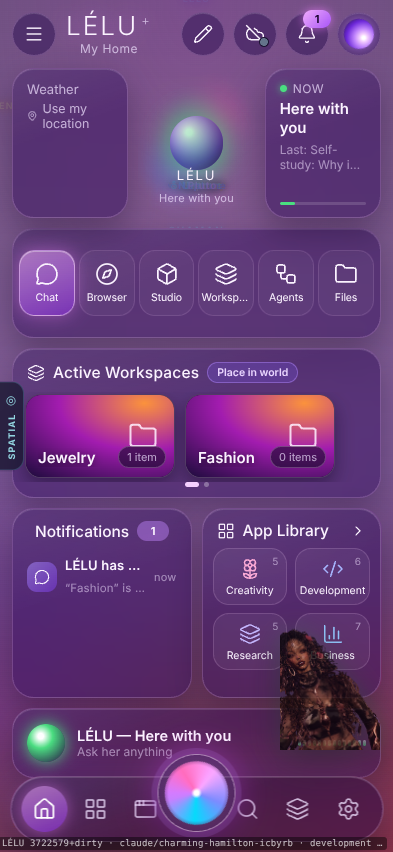 LÉLU +
My Home
1
Weather
Use my
location
LÉLU
Here with you
NOW
Here with
you
Last: Self-
study: Why i…
Chat
Browser
Studio
Worksp…
Agents
Files
Active Workspaces
Place in world
SPATIAL
Jewelry
1 item
Fashion
0 items
Notifications
1
LÉLU has …
“Fashion” is …
now
App Library
5
Creativity
6
Development
5
Research
7
LÉLU — Here with you
Ask her anything
LÉLU 3722579+dirty · claude/charming-hamilton-icbyrb · development …